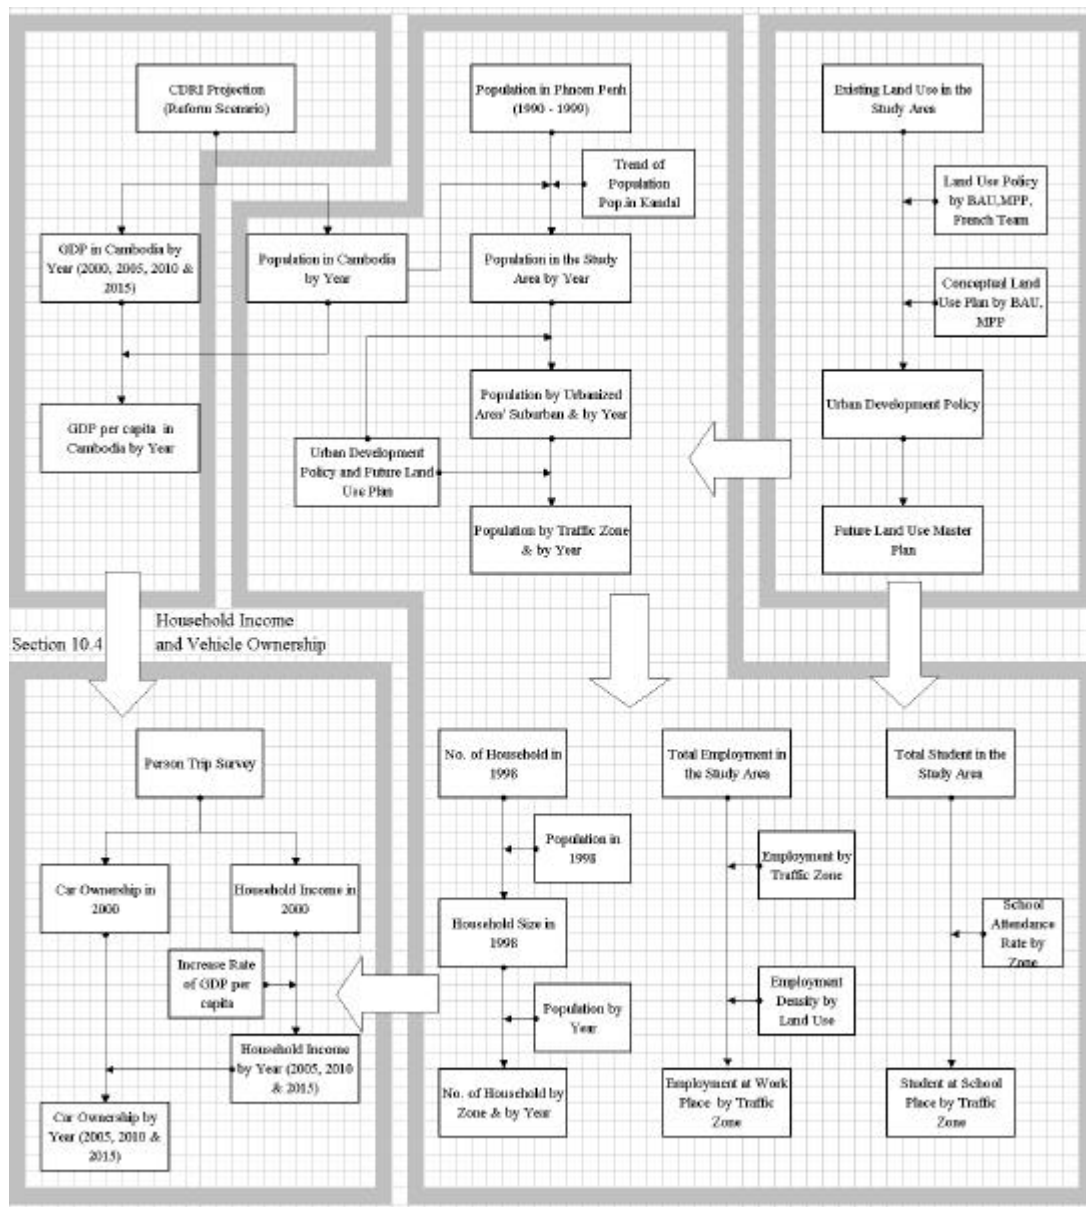 CDRI Projection
(Reform Scenario)
GDP in Cambodia by
Year (2000, 2005, 2010 &
2015)
GDP per capita in
Cambodia by Year
Population in Phnom Penh
(1990 - 1999)
Trend of
Population
Pop.in Kandal
Population in Cambodia
by Year
Population in the Study
Area by Year
Population by Urbanized
Area/ Suburban & by Year
Urban Development
Policy and Future Land
Use Plan
Population by Traffic Zone
& by Year
Existing Land Use in the
Study Area
Land Use Policy
by BAU,MPP,
French Team
Conceptual Land
Use Plan by BAU,
MPP
Urban Development Policy
Future Land Use Master
Plan
Section 10.4
Household Income
and Vehicle Ownership
Person Trip Survey
Car Ownership in
2000
Household Income in
2000
Increase Rate
of GDP per
capita
Household Income
by Year (2005, 2010
& 2015)
Car Ownership by
Year (2005, 2010 &
2015)
No. of Household in
1998
Population in
1998
Household Size in
1998
Population by
Year
No. of Household by
Zone & by Year
Total Employment in
the Study Area
Employment by
Traffic Zone
Employment
Density by
Land Use
Employment at Work
Place by Traffic
Zone
Total Student in the
Study Area
School
Attendance
Rate by
Zone
Student at School
Place by Traffic
Zone